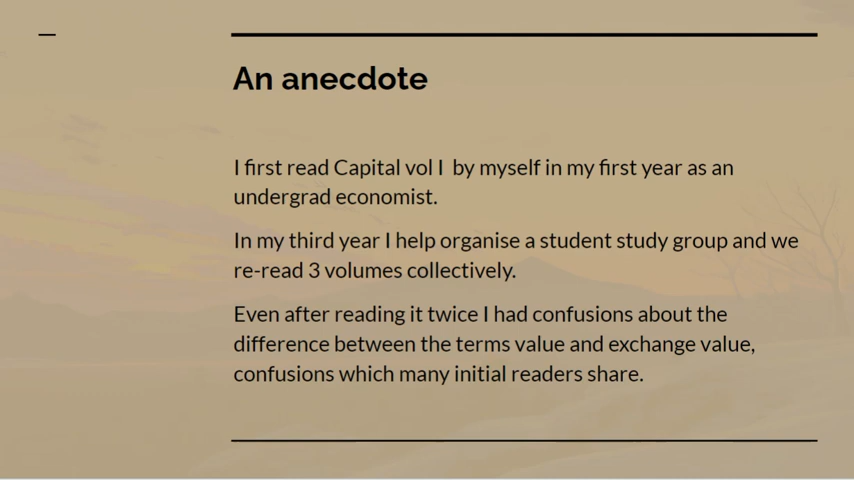 An anecdote
I first read Capital vol I by myself in my first year as an
undergrad economist.
In my third year I help organise a student study group and we
re-read 3 volumes collectively.
Even after reading it twice I had confusions about the
difference between the terms value and exchange value,
confusions which many initial readers share.